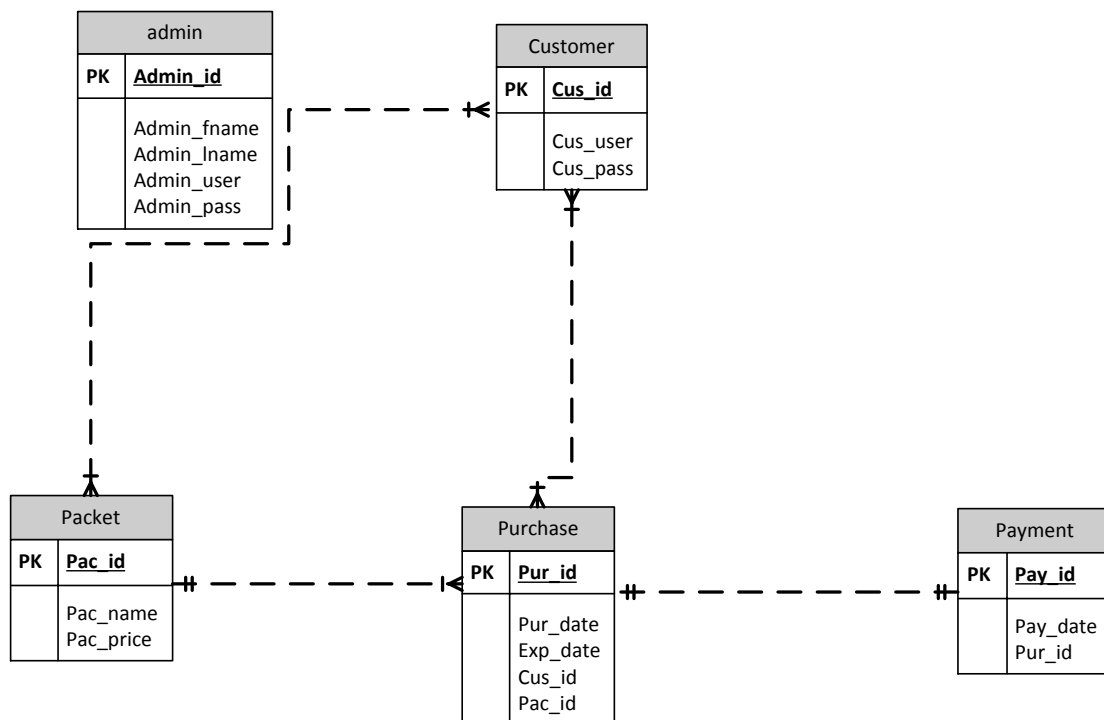 admin
PK Admin_id
Admin_fname
Admin_lname
Admin_user
Admin_pass
Customer
PK Cus_id
Cus_user
Cus_pass
Packet
PK Pac_id
Pac_name
Pac_price
Purchase
PK Pur_id
Pur_date
Exp_date
Cus_id
Pac_id
Payment
PK Pay_id
Pay_date
Pur_id